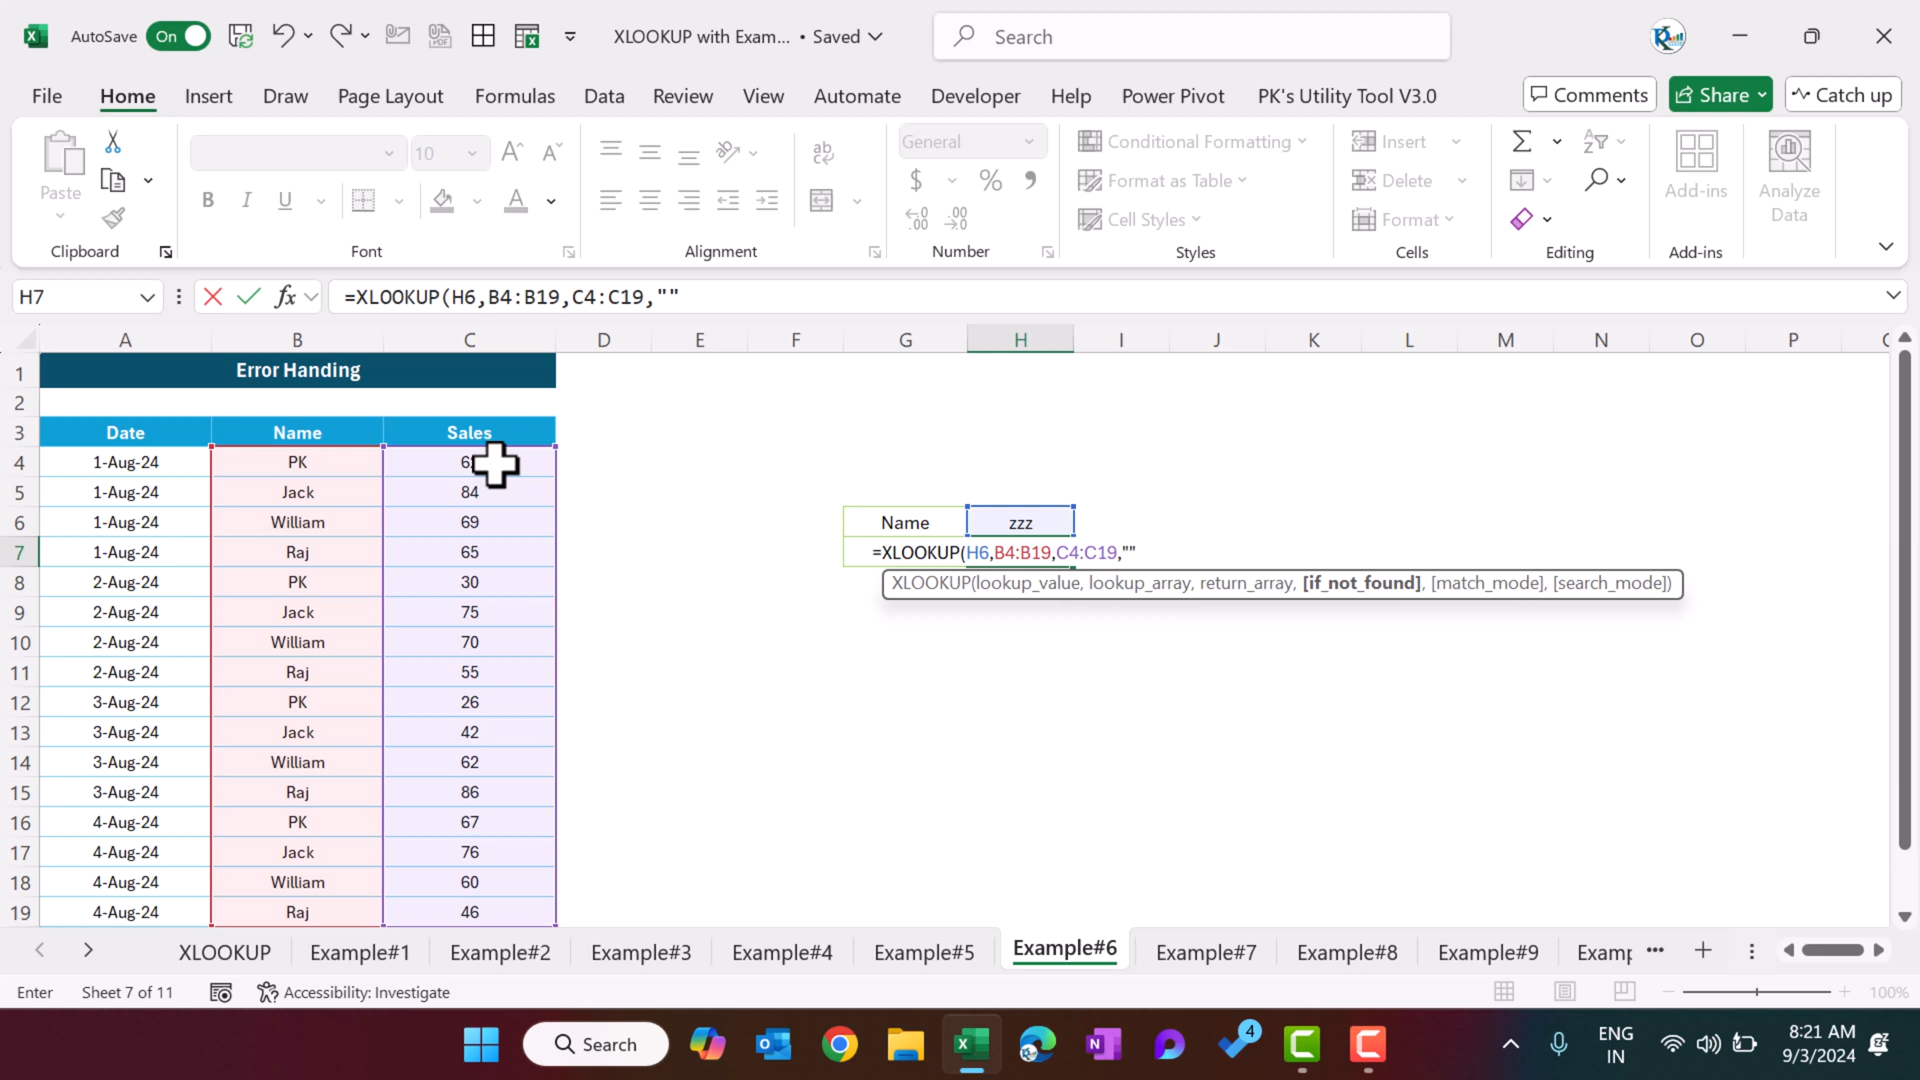 AutoSave On XLOOKUP with Exam... • Saved Search
File Home Insert Draw Page Layout Formulas Data Review View Automate Developer Help Power Pivot PK's Utility Tool V3.0 Comments Share Catch up
Paste 10 General Conditional Formatting Format as Table Cell Styles Insert Delete Format Add-ins Analyze Data
Clipboard Font Alignment Number Styles Cells Editing Add-ins
H7 fx =XLOOKUP(H6,B4:B19,C4:C19,""
A B C D E F G H I J K L M N O P
1 Error Handing
2
3 Date Name Sales
4 1-Aug-24 PK
5 1-Aug-24 Jack 84
6 1-Aug-24 William 69 Name zzz
7 1-Aug-24 Raj 65 =XLOOKUP(H6,B4:B19,C4:C19,""
8 2-Aug-24 PK 30 XLOOKUP(lookup_value, lookup_array, return_array, [if_not_found], [match_mode], [search_mode])
9 2-Aug-24 Jack 75
10 2-Aug-24 William 70
11 2-Aug-24 Raj 55
12 3-Aug-24 PK 26
13 3-Aug-24 Jack 42
14 3-Aug-24 William 62
15 3-Aug-24 Raj 86
16 4-Aug-24 PK 67
17 4-Aug-24 Jack 76
18 4-Aug-24 William 60
19 4-Aug-24 Raj 46
XLOOKUP Example#1 Example#2 Example#3 Example#4 Example#5 Example#6 Example#7 Example#8 Example#9 Examp
Enter Sheet 7 of 11 Accessibility: Investigate 100%
Search 4 ENG IN 8:21 AM 9/3/2024